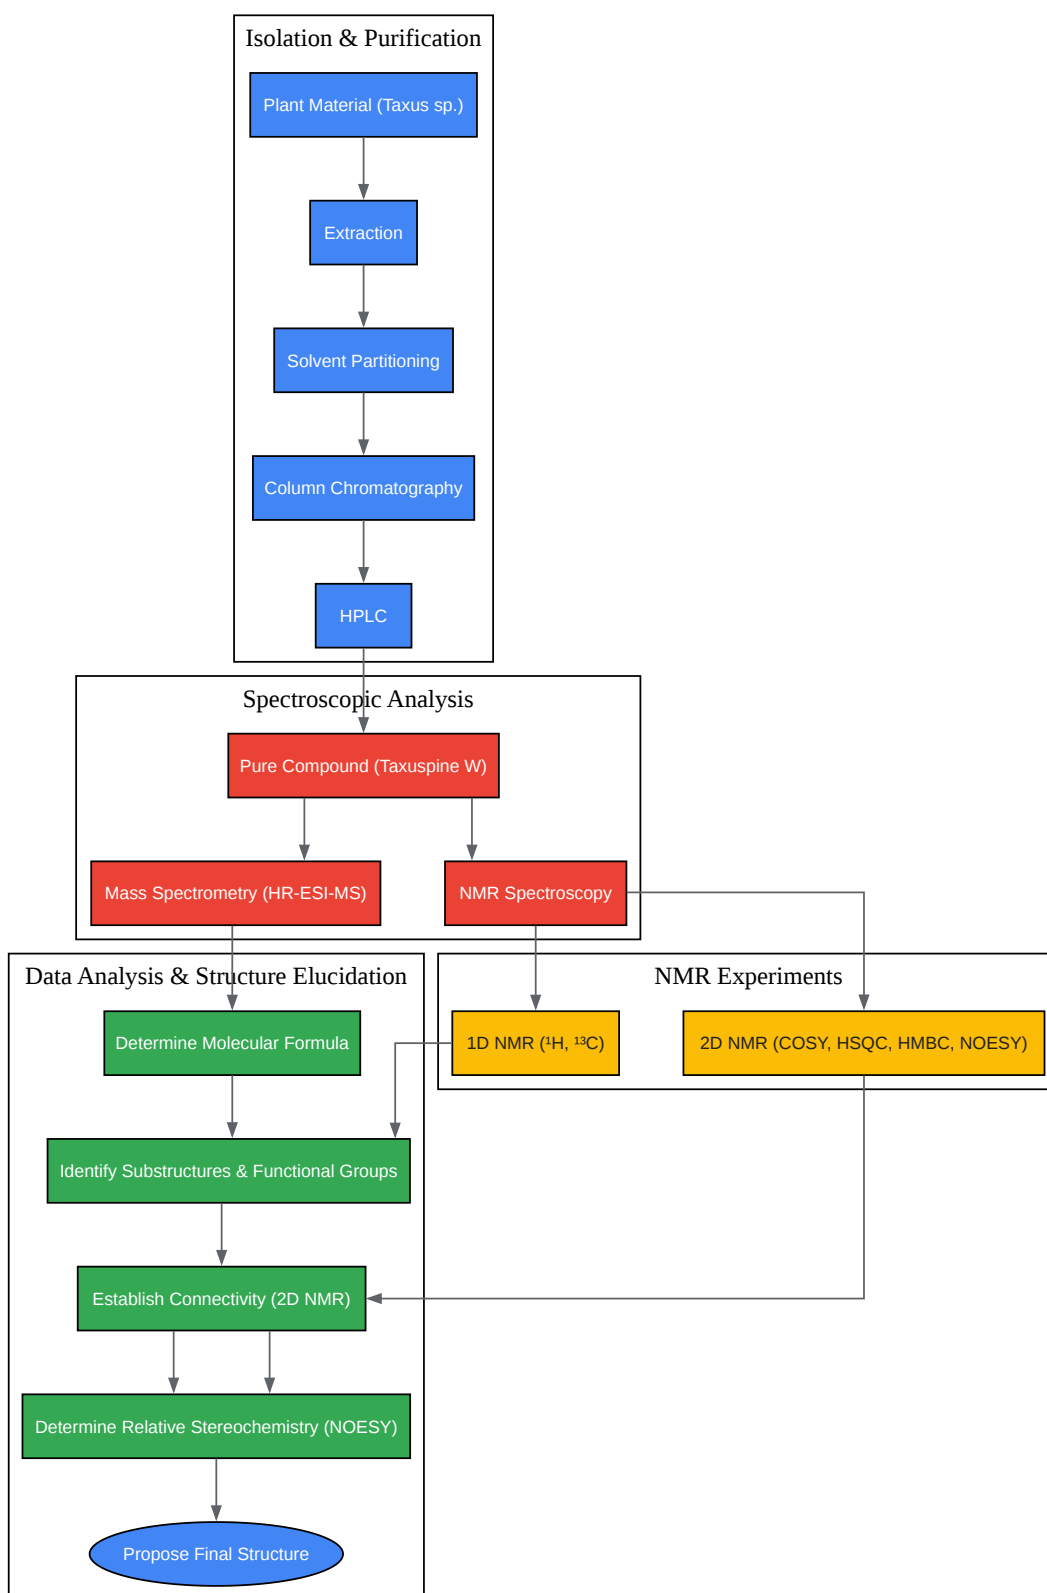 Isolation & Purification
Plant Material (Taxus sp.)
Extraction
Solvent Partitioning
Column Chromatography
HPLC
Spectroscopic Analysis
Pure Compound (Taxuspine W)
Mass Spectrometry (HR-ESI-MS)
NMR Spectroscopy
Data Analysis & Structure Elucidation
NMR Experiments
Determine Molecular Formula
1D NMR (¹H, ¹³C)
2D NMR (COSY, HSQC, HMBC, NOESY)
Identify Substructures & Functional Groups
Establish Connectivity (2D NMR)
Determine Relative Stereochemistry (NOESY)
Propose Final Structure